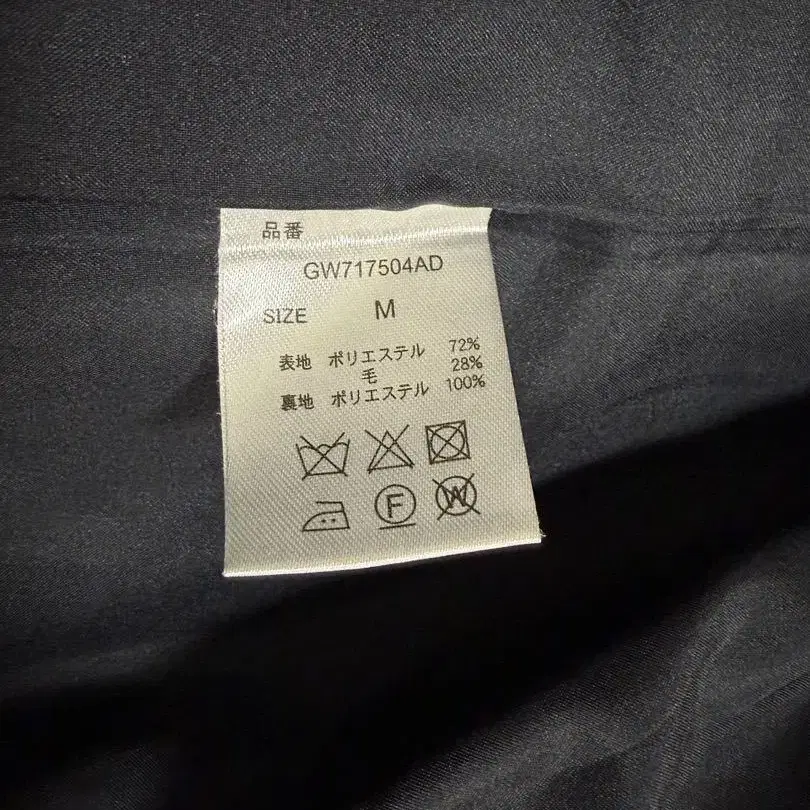 品番
GW717504AD
SIZE M
表地 ポリエステル 72%
毛 28%
裏地 ポリエステル 100%
F W